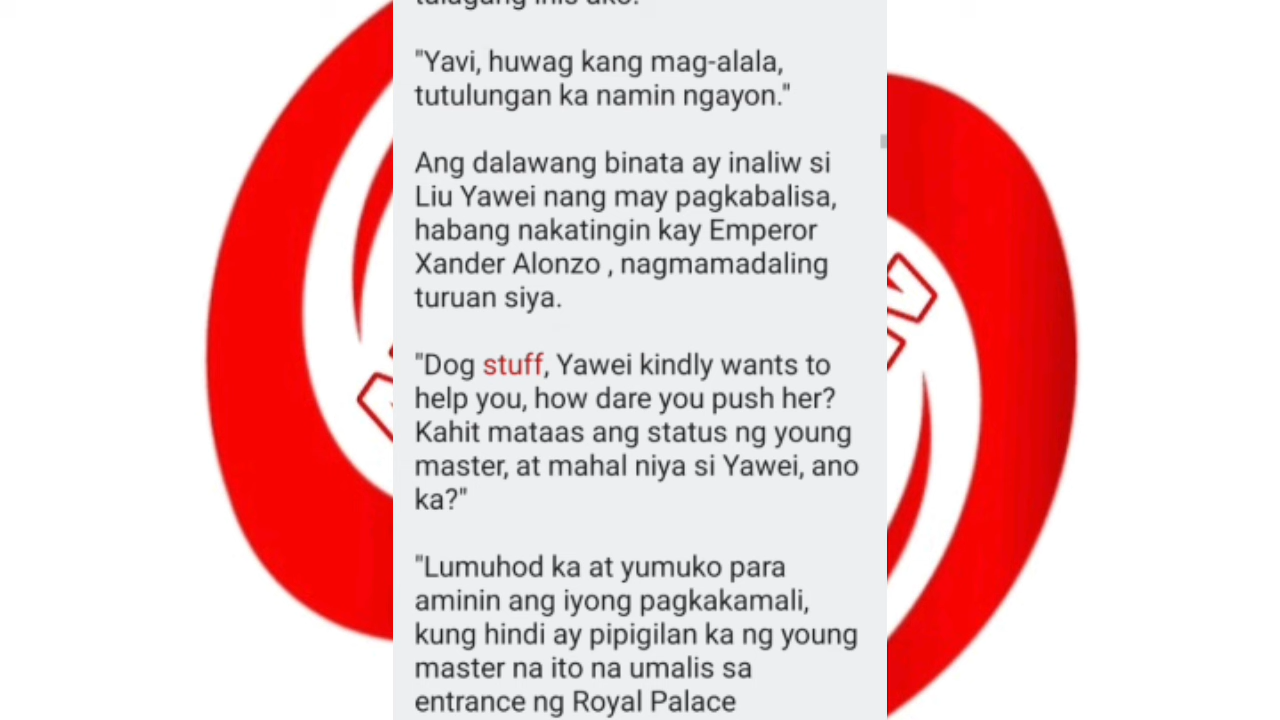 "Yavi, huwag kang mag-alala,
tutulungan ka namin ngayon."
Ang dalawang binata ay inaliw si
Liu Yawei nang may pagkabalisa,
habang nakatingin kay Emperor
Xander Alonzo , nagmamadaling
turuan siya.
"Dog stuff, Yawei kindly wants to
help you, how dare you push her?
Kahit mataas ang status ng young
master, at mahal niya si Yawei, ano
ka?"
"Lumuhod ka at yumuko para
aminin ang iyong pagkakamali,
kung hindi ay pipigilan ka ng young
master na ito na umalis sa
entrance ng Royal Palace